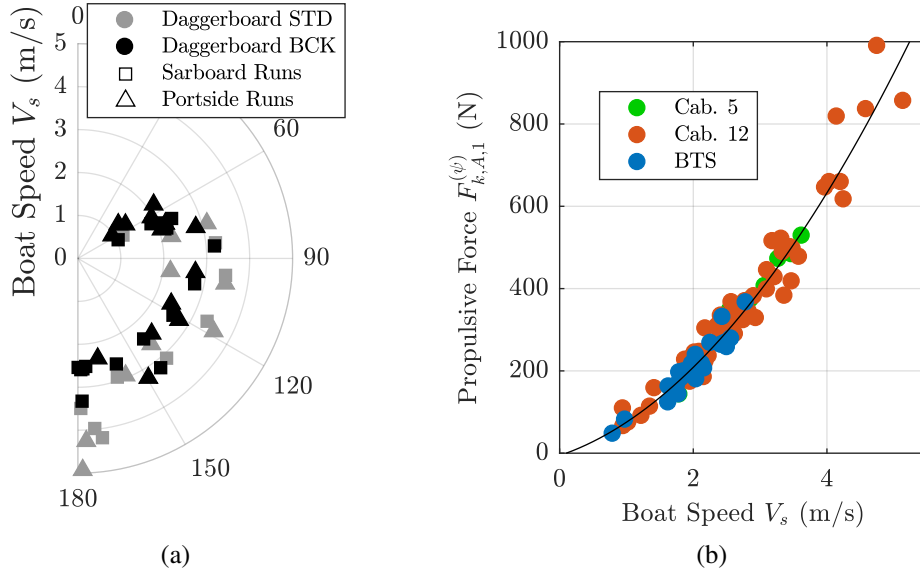 0
Daggerboard STD
Daggerboard BCK
Sarboard Runs
Portside Runs
Boat Speed V_s (m/s)
5
4
3
2
1
0
60
90
120
150
180
(a)
1000
800
600
400
200
0
Propulsive Force F_{k,A,1}^{(ψ)} (N)
Cab. 5
Cab. 12
BTS
0 2 4
Boat Speed V_s (m/s)
(b)